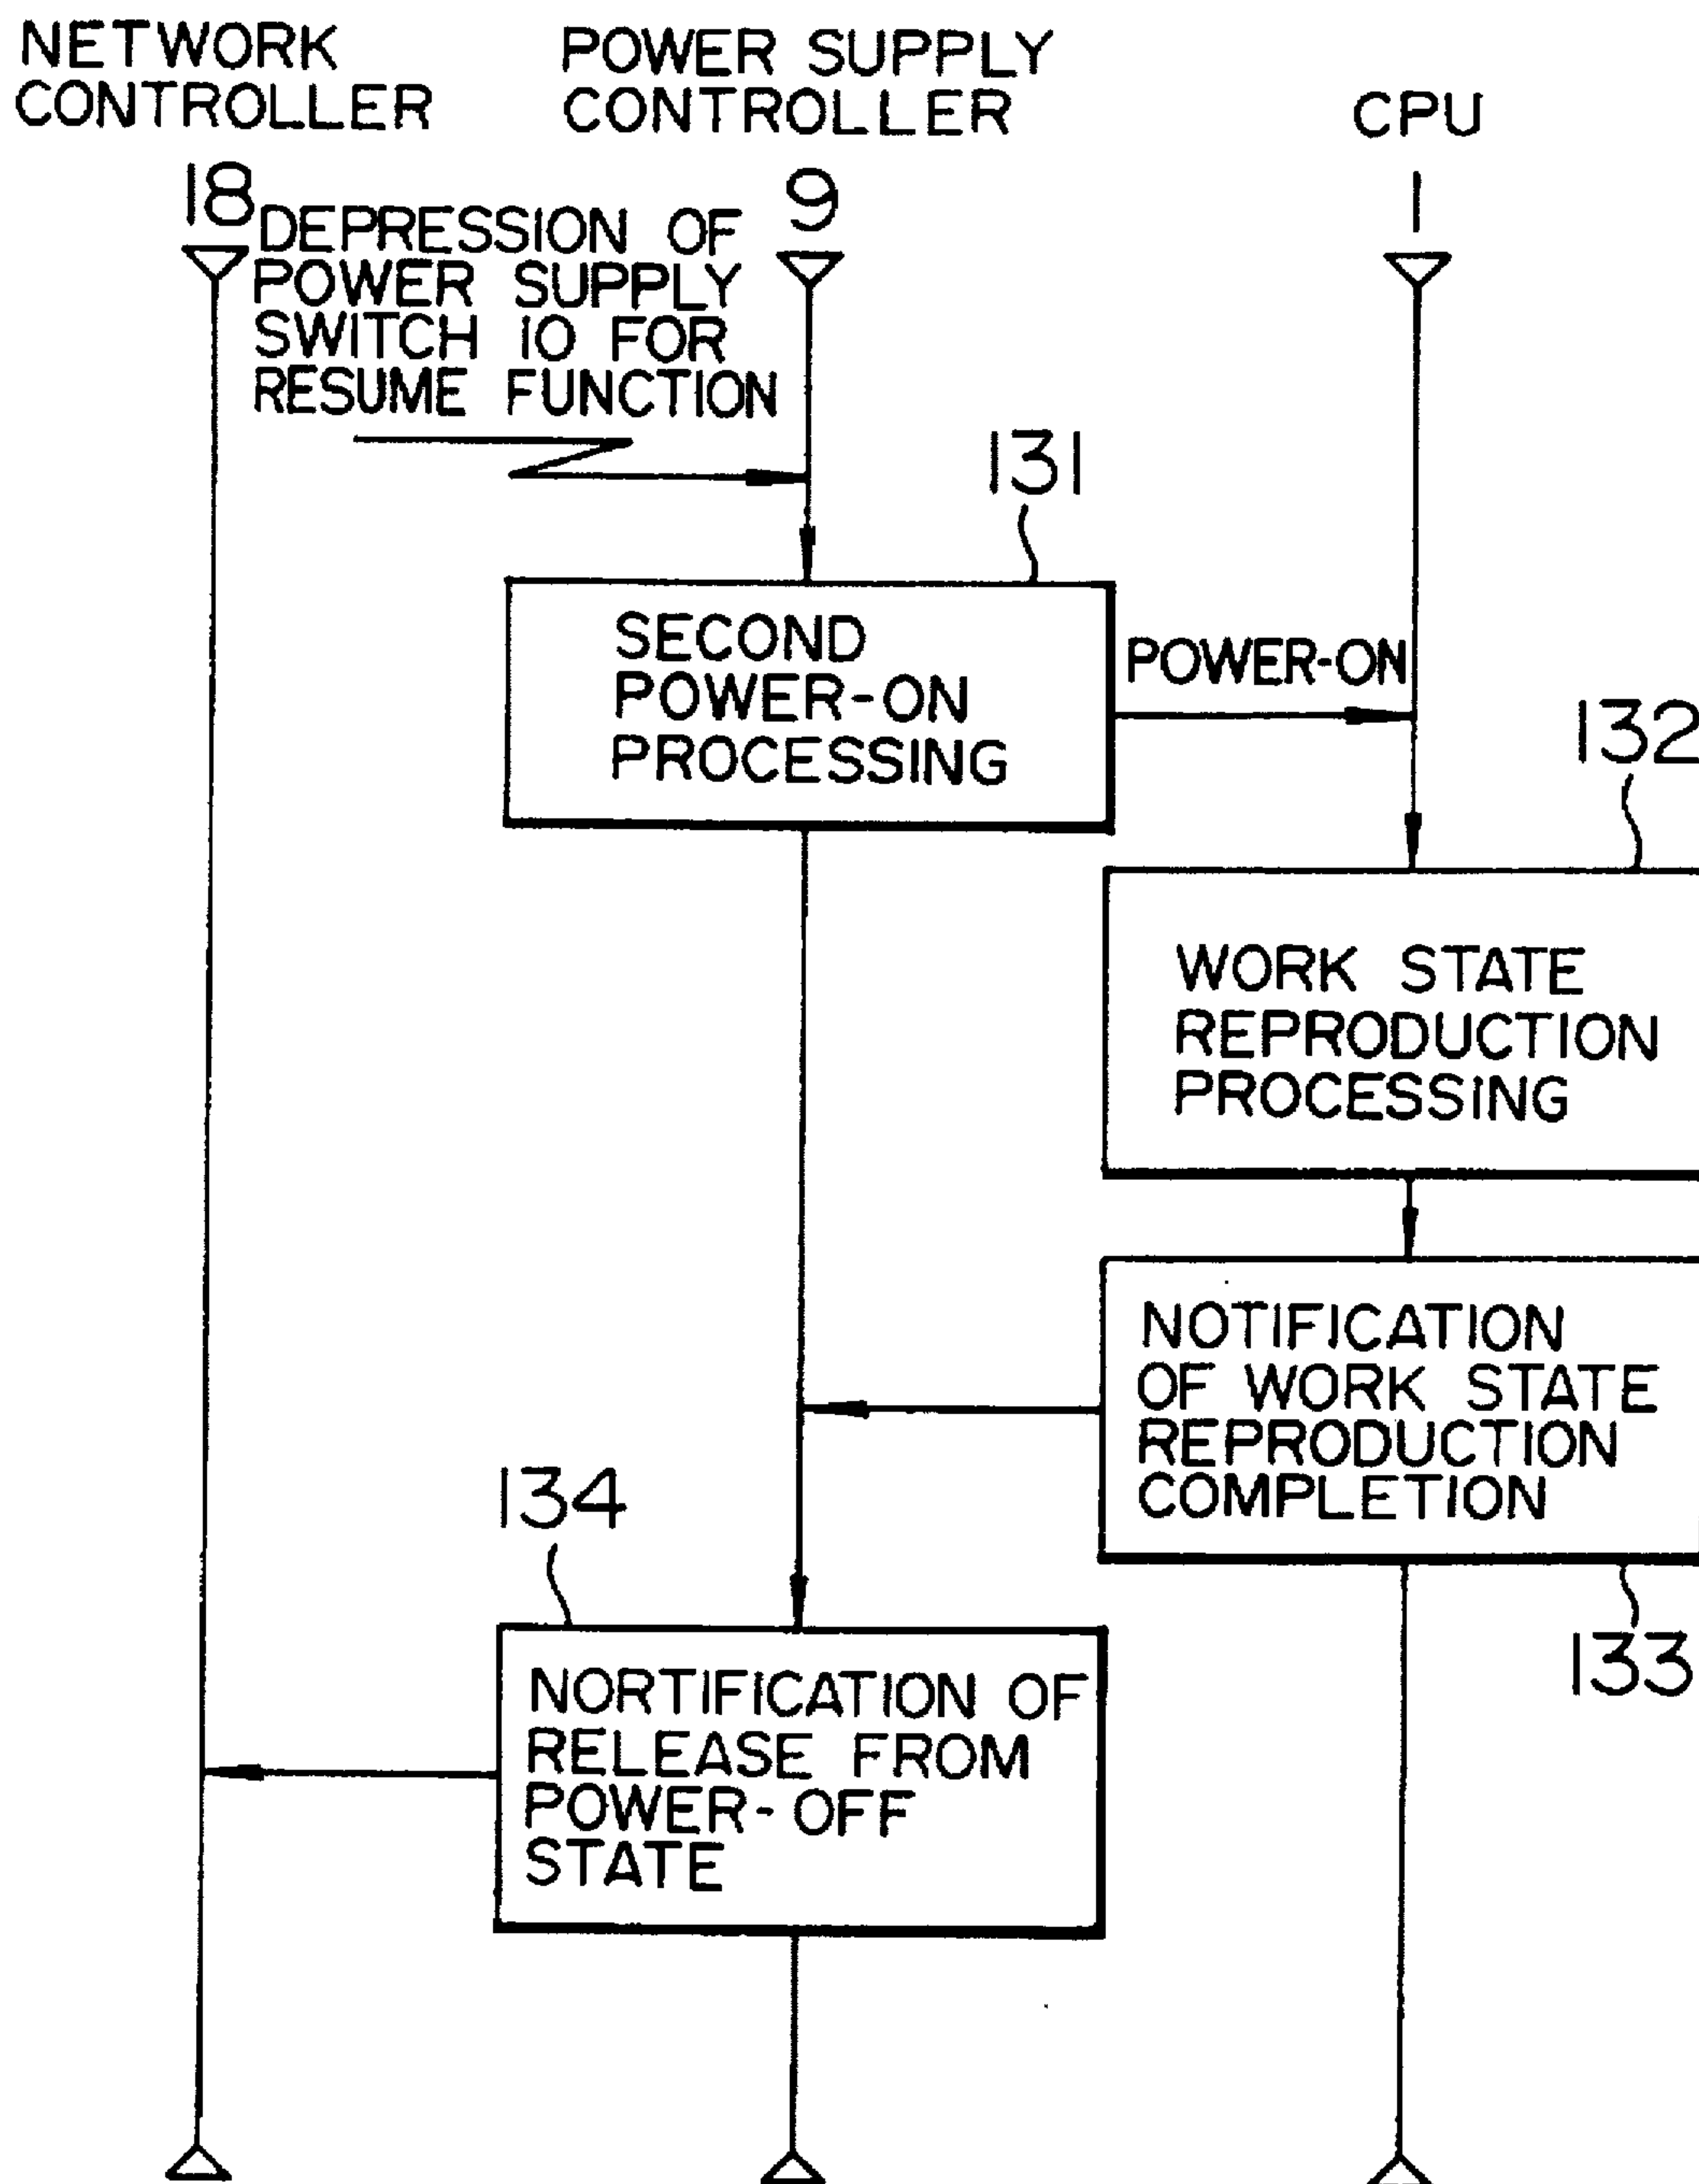 NETWORK
CONTROLLER
18
POWER SUPPLY
CONTROLLER
9
CPU
1
DEPRESSION OF
POWER SUPPLY
SWITCH 10 FOR
RESUME FUNCTION
131
SECOND
POWER-ON
PROCESSING
POWER-ON
132
WORK STATE
REPRODUCTION
PROCESSING
NOTIFICATION
OF WORK STATE
REPRODUCTION
COMPLETION
133
134
NORTIFICATION OF
RELEASE FROM
POWER-OFF
STATE